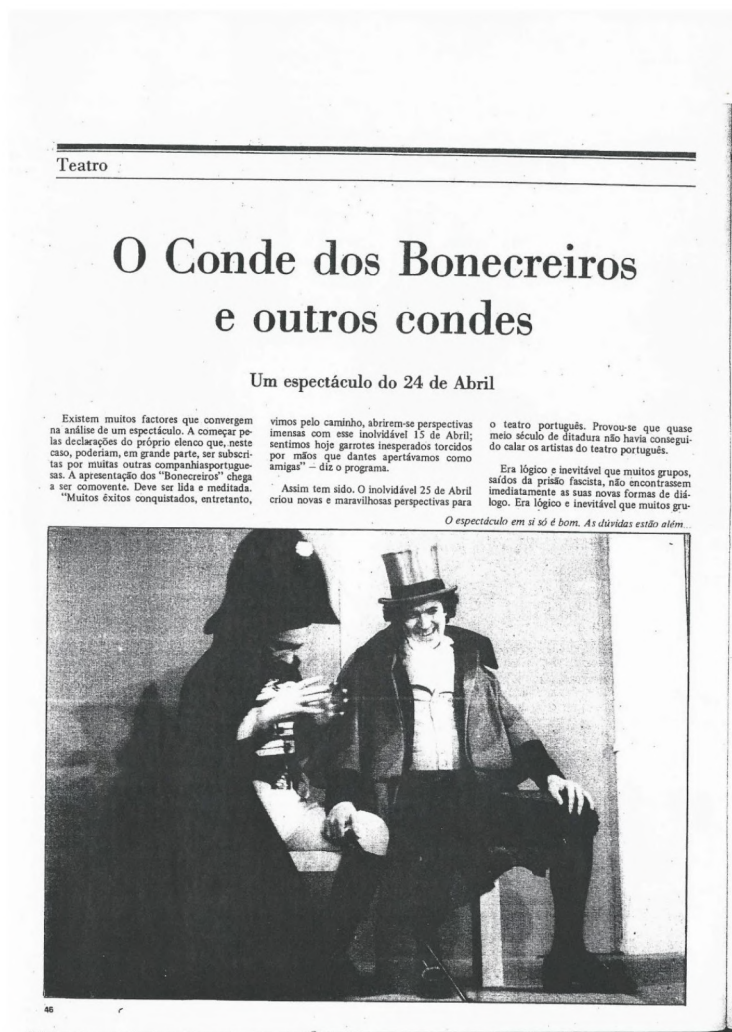 Teatro
O Conde dos Bonecreiros
e outros condes
Um espectáculo do 24 de Abril
Existem muitos factores que convergem
na análise de um espectáculo. A começar pe-
las declarações do próprio elenco que, neste
caso, poderiam, em grande parte, ser subscri-
tas por muitas outras companhiasportugue-
sas. A apresentação dos "Bonecreiros" chega
a ser comovente. Deve ser lida e meditada.
"Muitos êxitos conquistados, entretanto,
vimos pelo caminho, abrirem-se perspectivas
imensas com esse inolvidável 15 de Abril;
sentimos hoje garrotes inesperados torcidos
por mãos que dantes apertávamos como
amigas" — diz o programa.
Assim tem sido. O inolvidável 25 de Abril
criou novas e maravilhosas perspectivas para
o teatro português. Provou-se que quase
meio século de ditadura não havia consegui-
do calar os artistas do teatro português.
Era lógico e inevitável que muitos grupos,
saídos da prisão fascista, não encontrassem
imediatamente as suas novas formas de diá-
logo. Era lógico e inevitável que muitos gru-
O espectáculo em si só é bom. As dúvidas estão além...
46